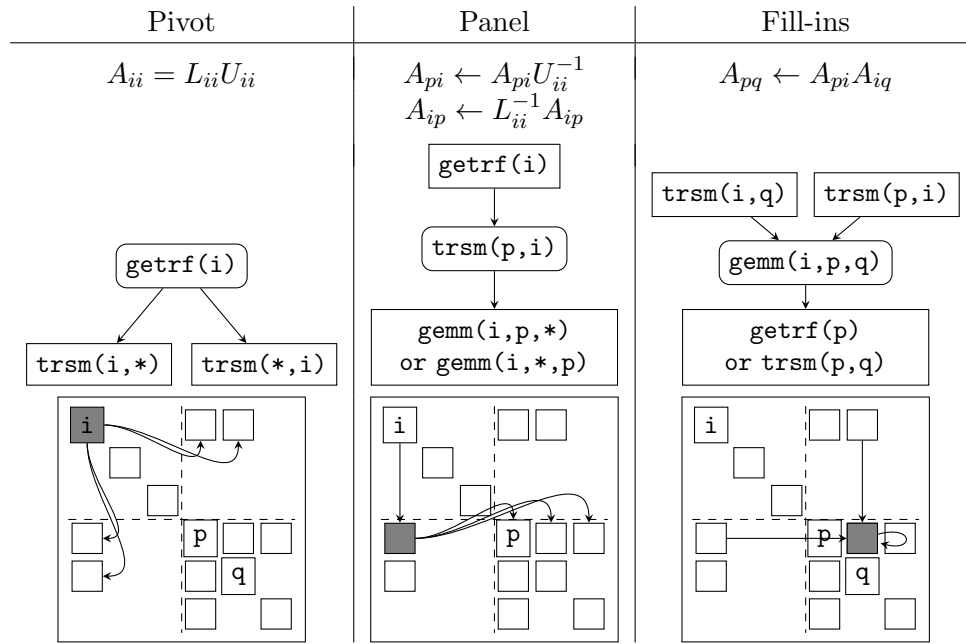 Pivot Panel Fill-ins
A_{ii} = L_{ii}U_{ii} A_{pi} ← A_{pi}U_{ii}^{-1} A_{pq} ← A_{pi}A_{iq}
A_{ip} ← L_{ii}^{-1}A_{ip}
getrf(i)
trsm(i,q) trsm(p,i)
trsm(p,i)
getrf(i) gemm(i,p,q)
gemm(i,p,*) getrf(p)
trsm(i,*) trsm(*,i) or gemm(i,*,p) or trsm(p,q)
i i i
p p p
q q